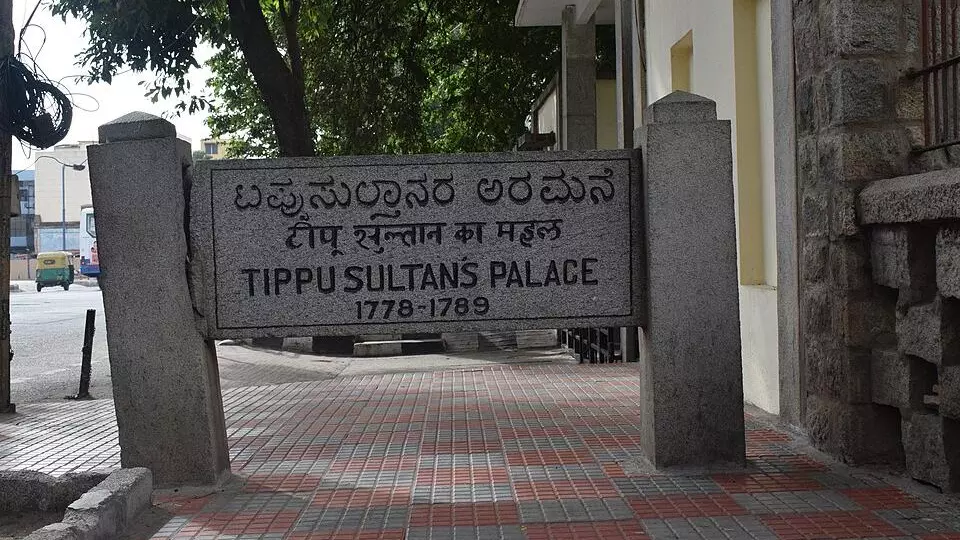 ಟಿಪ್ಪುಸುಲ್ತಾನರ ಅರಮನೆ
टीपू सुल्तान का महल
TIPPU SULTAN'S PALACE
1778-1789